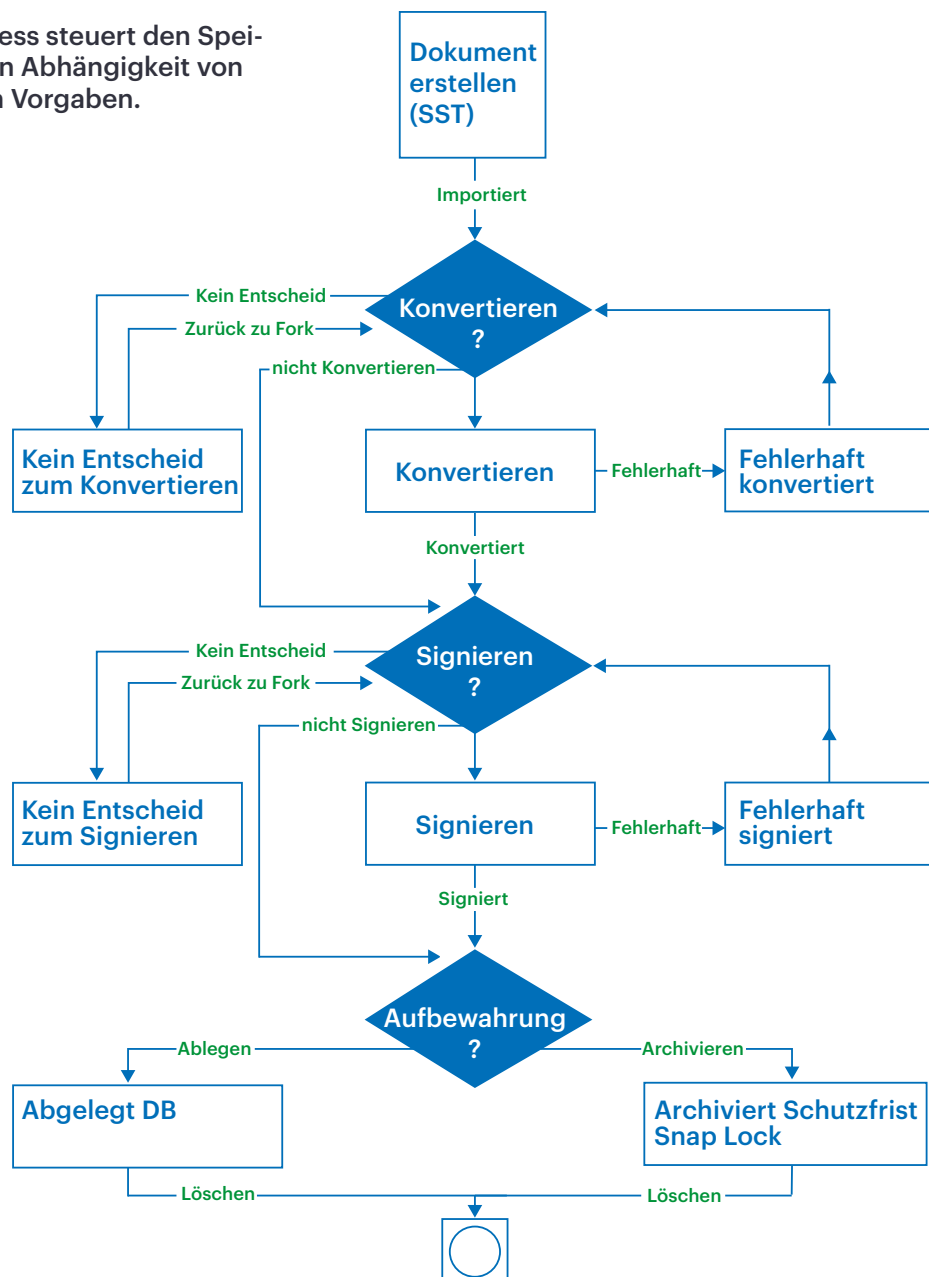 ess steuert den Spei-
n Abhängigkeit von
n Vorgaben.
Dokument
erstellen
(SST)
Importiert
Kein Entscheid
Konvertieren
?
Zurück zu Fork
nicht Konvertieren
Kein Entscheid
zum Konvertieren
Konvertieren
Fehlerhaft
Fehlerhaft
konvertiert
Konvertiert
Kein Entscheid
Signieren
?
Zurück zu Fork
nicht Signieren
Kein Entscheid
zum Signieren
Signieren
Fehlerhaft
Fehlerhaft
signiert
Signiert
Aufbewahrung
?
Ablegen
Archivieren
Abgelegt DB
Archiviert Schutzfrist
Snap Lock
Löschen
Löschen